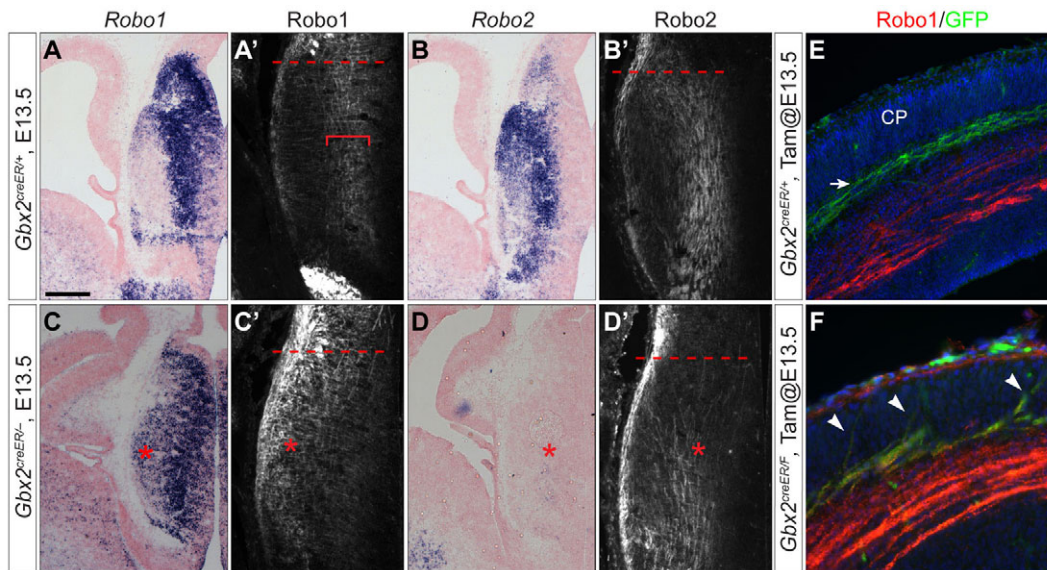 Robo1 Robo1 Robo2 Robo2 Robo1/GFP
Gbx2creER/+, E13.5
A A' B B' E
CP
Gbx2creER/+, Tam@E13.5
Gbx2creER/–, E13.5
C C' D D' F
* * * *
Gbx2creER/F, Tam@E13.5